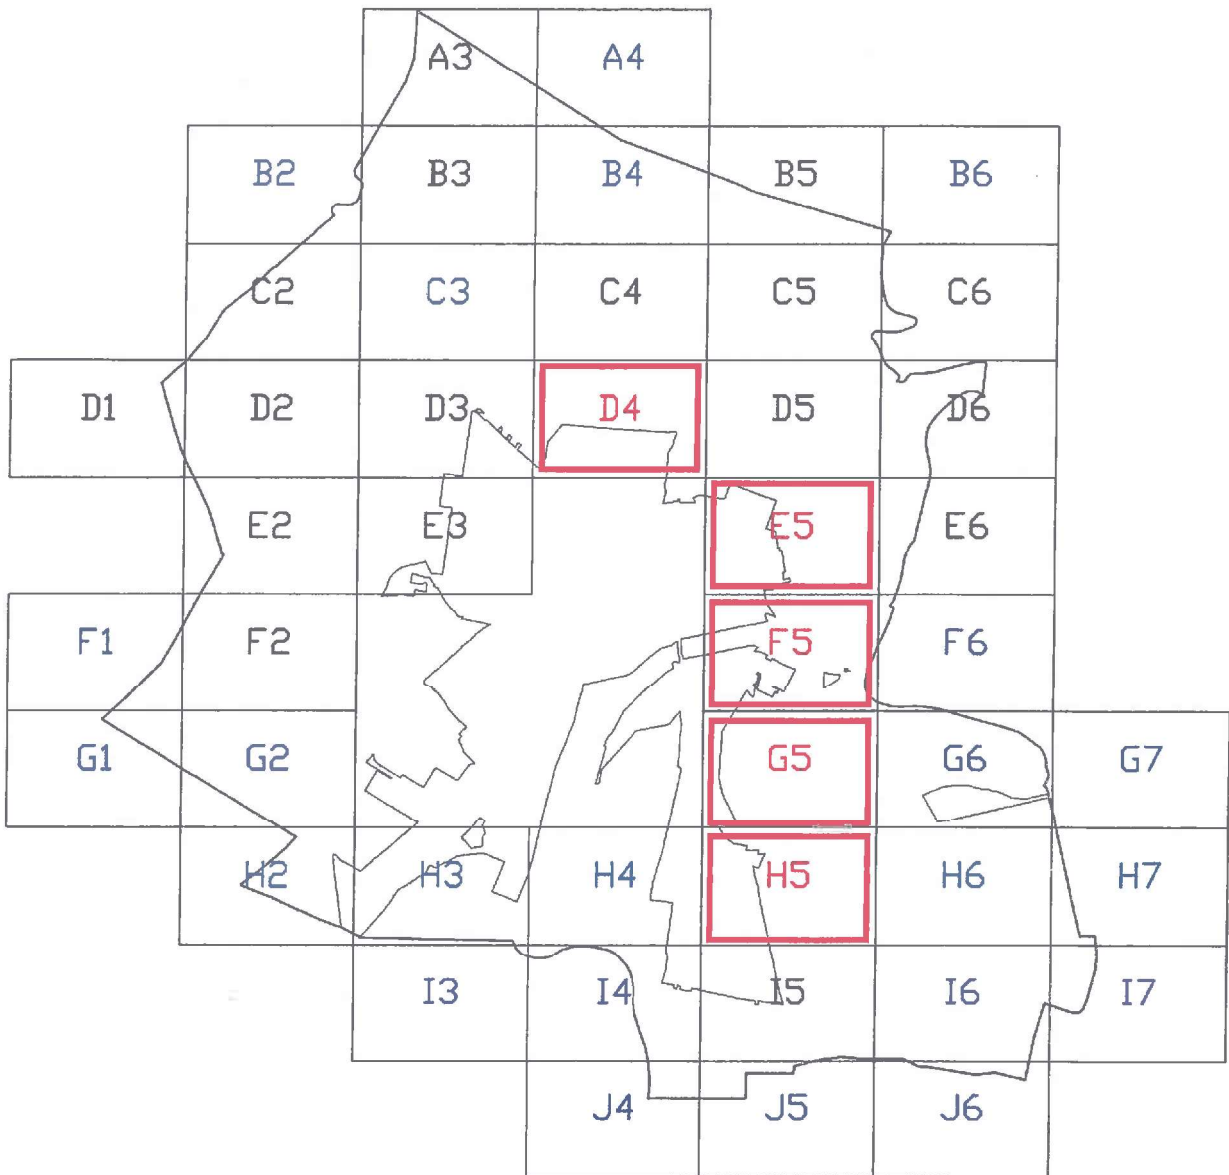 A3 A4
B2 B3 B4 B5 B6
C2 C3 C4 C5 C6
D1 D2 D3 D4 D5 D6
E2 E3 E5 E6
F1 F2 F5 F6
G1 G2 G5 G6 G7
H2 H3 H4 H5 H6 H7
I3 I4 I5 I6 I7
J4 J5 J6